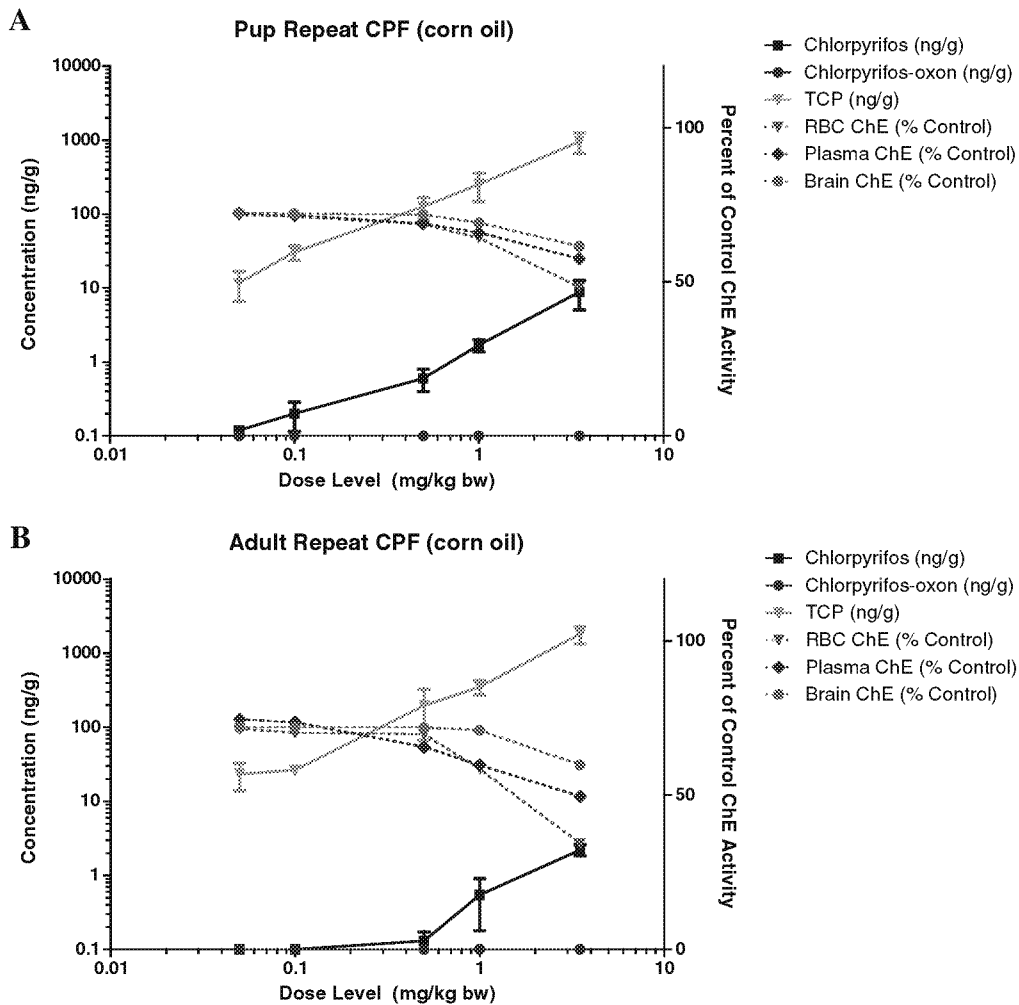 A
Pup Repeat CPF (corn oil)
10000
1000
100
10
1
0.1
Concentration (ng/g)
0.01
0.1
1
10
Dose Level (mg/kg bw)
100
50
0
Percent of Control ChE Activity
Chlorpyrifos (ng/g)
Chlorpyrifos-oxon (ng/g)
TCP (ng/g)
RBC ChE (% Control)
Plasma ChE (% Control)
Brain ChE (% Control)
B
Adult Repeat CPF (corn oil)
10000
1000
100
10
1
0.1
Concentration (ng/g)
0.01
0.1
1
10
Dose Level (mg/kg bw)
100
50
0
Percent of Control ChE Activity
Chlorpyrifos (ng/g)
Chlorpyrifos-oxon (ng/g)
TCP (ng/g)
RBC ChE (% Control)
Plasma ChE (% Control)
Brain ChE (% Control)